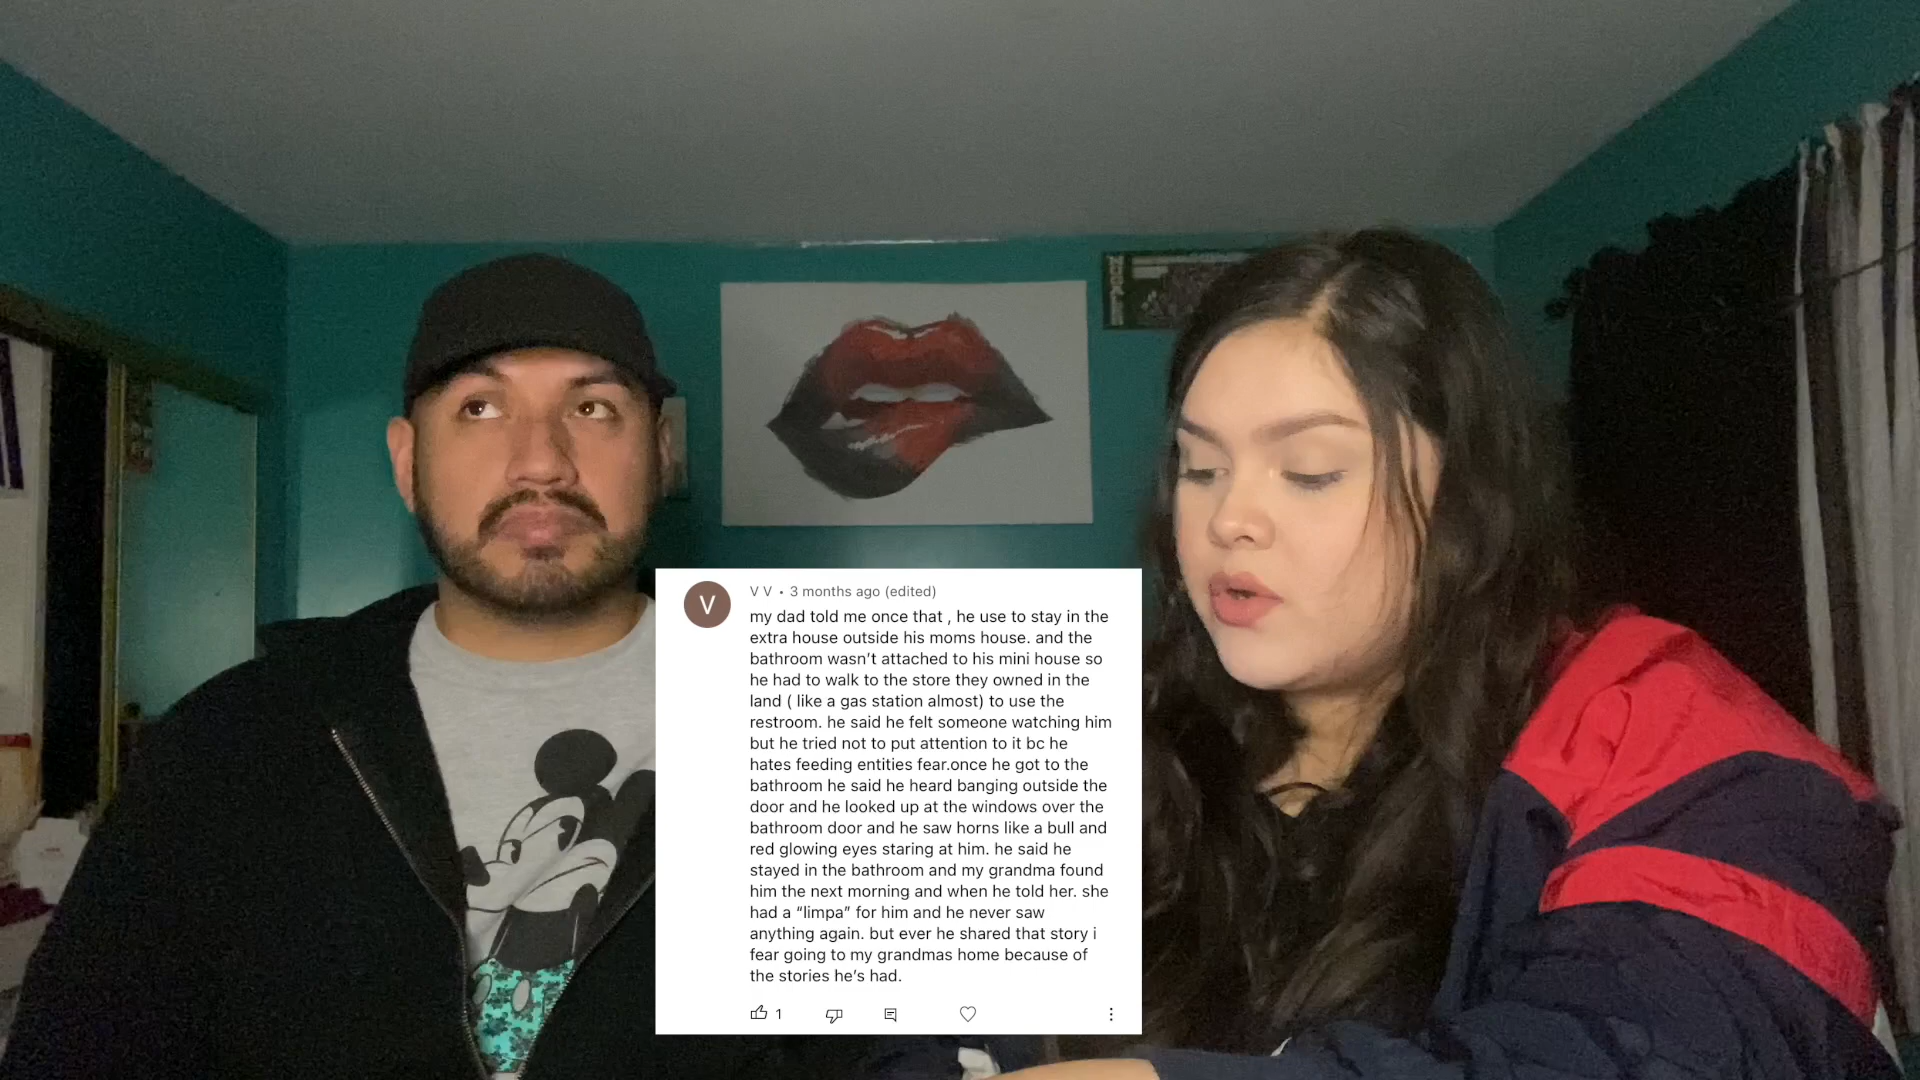 V
V V • 3 months ago (edited)
my dad told me once that , he use to stay in the
extra house outside his moms house. and the
bathroom wasn't attached to his mini house so
he had to walk to the store they owned in the
land ( like a gas station almost) to use the
restroom. he said he felt someone watching him
but he tried not to put attention to it bc he
hates feeding entities fear.once he got to the
bathroom he said he heard banging outside the
door and he looked up at the windows over the
bathroom door and he saw horns like a bull and
red glowing eyes staring at him. he said he
stayed in the bathroom and my grandma found
him the next morning and when he told her. she
had a “limpa” for him and he never saw
anything again. but ever he shared that story i
fear going to my grandmas home because of
the stories he's had.
1